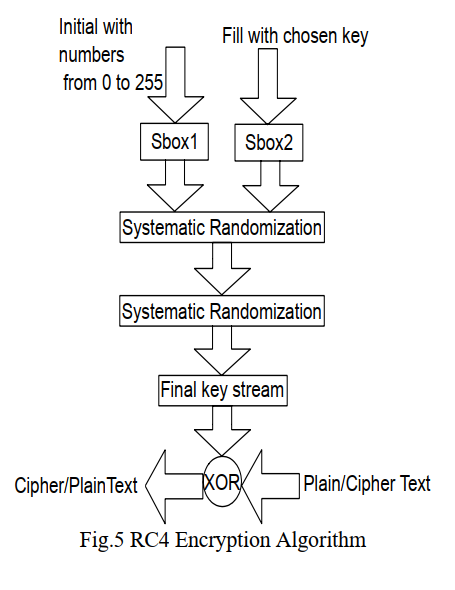 Initial with
numbers
from 0 to 255
Fill with chosen key
Sbox1
Sbox2
Systematic Randomization
Systematic Randomization
Final key stream
Cipher/PlainText
XOR
Plain/Cipher Text
Fig.5 RC4 Encryption Algorithm